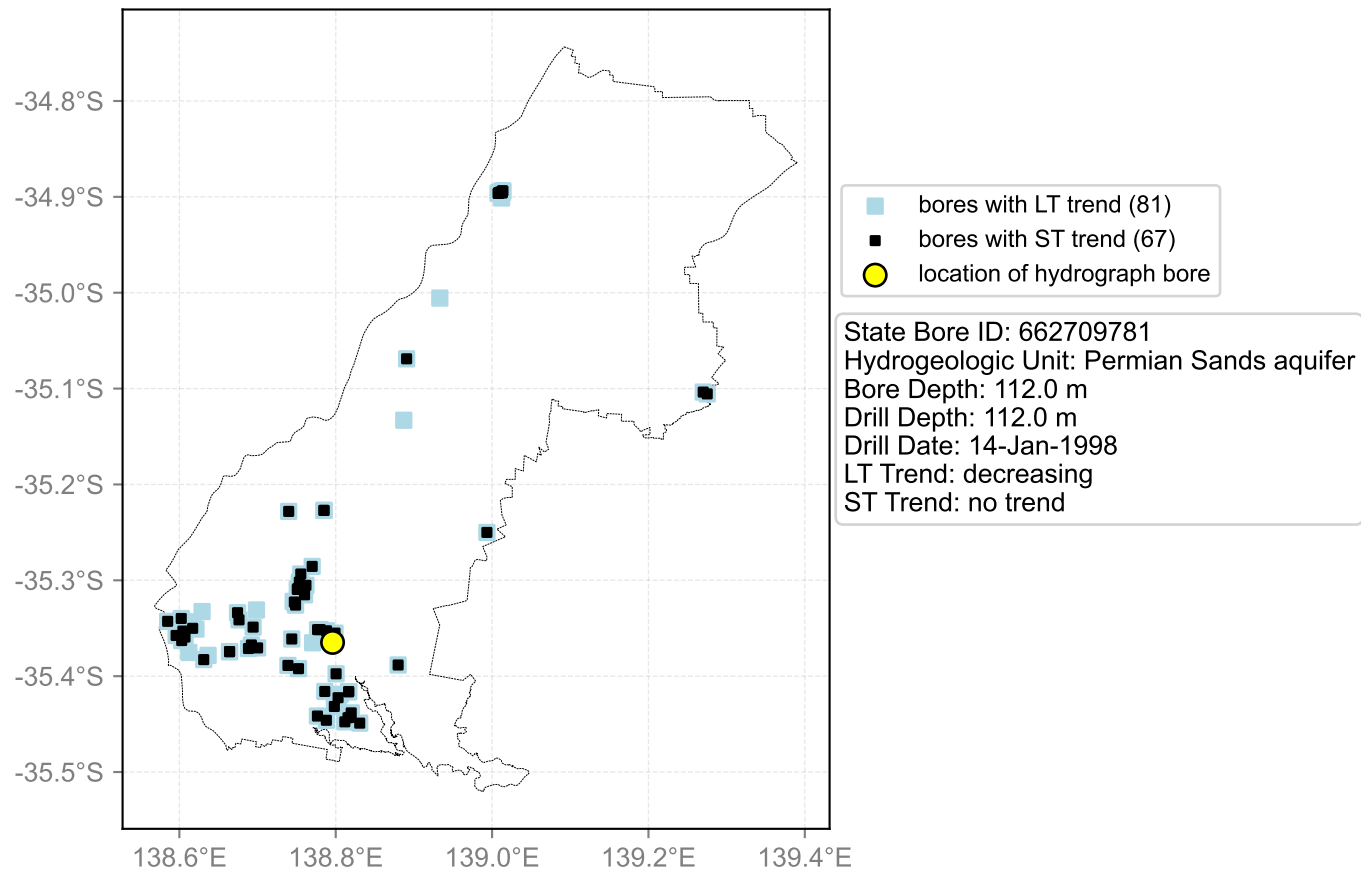 -34.8°S
-34.9°S
-35.0°S
-35.1°S
-35.2°S
-35.3°S
-35.4°S
-35.5°S
138.6°E 138.8°E 139.0°E 139.2°E 139.4°E
bores with LT trend (81)
bores with ST trend (67)
location of hydrograph bore
State Bore ID: 662709781
Hydrogeologic Unit: Permian Sands aquifer
Bore Depth: 112.0 m
Drill Depth: 112.0 m
Drill Date: 14-Jan-1998
LT Trend: decreasing
ST Trend: no trend